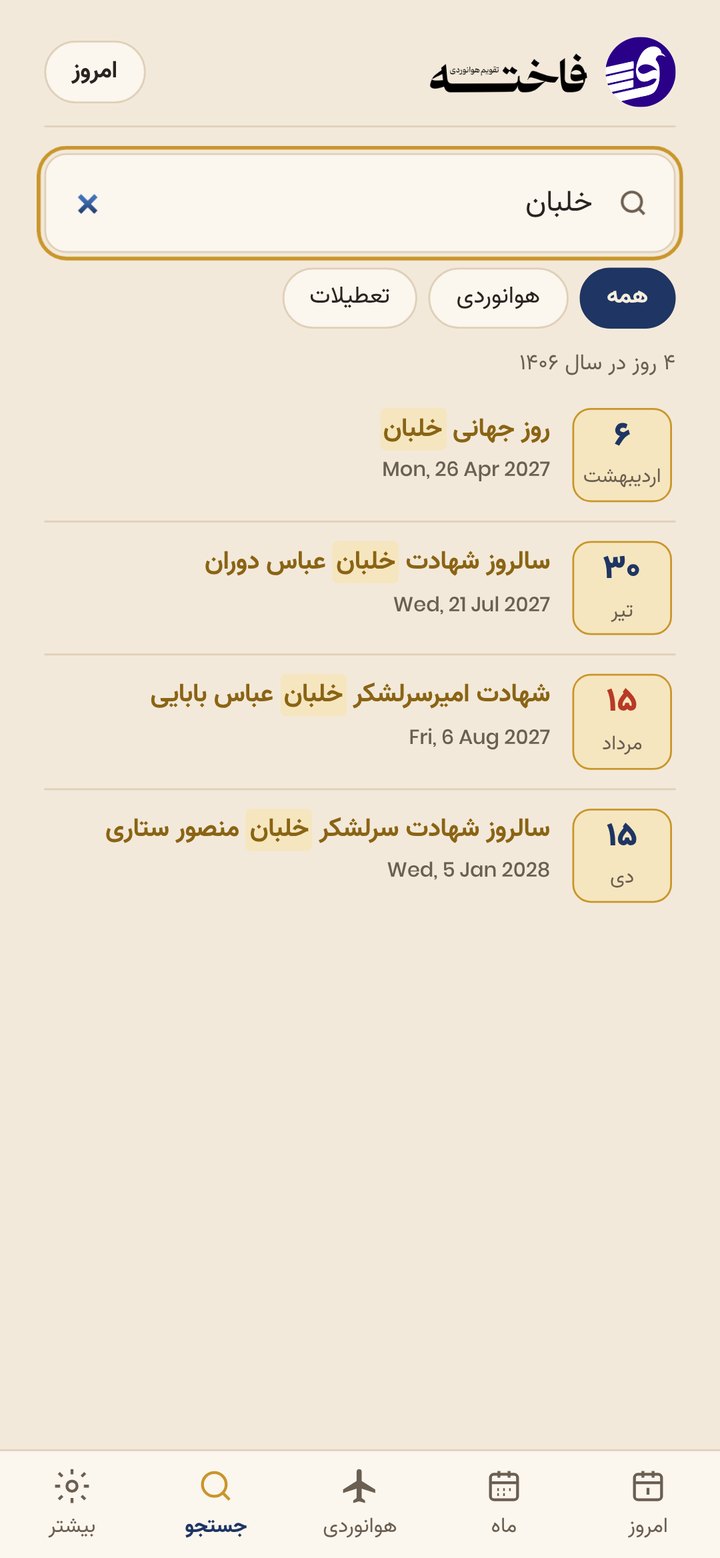 فاختـــه
تقویم هوانوردی
امروز
خلبان
همه
هوانوردی
تعطیلات
۴ روز در سال ۱۴۰۶
۶
اردیبهشت
روز جهانی خلبان
Mon, 26 Apr 2027
۳۰
تیر
سالروز شهادت خلبان عباس دوران
Wed, 21 Jul 2027
۱۵
مرداد
شهادت امیرسرلشکر خلبان عباس بابایی
Fri, 6 Aug 2027
۱۵
دی
سالروز شهادت سرلشکر خلبان منصور ستاری
Wed, 5 Jan 2028
امروز
ماه
هوانوردی
جستجو
بیشتر